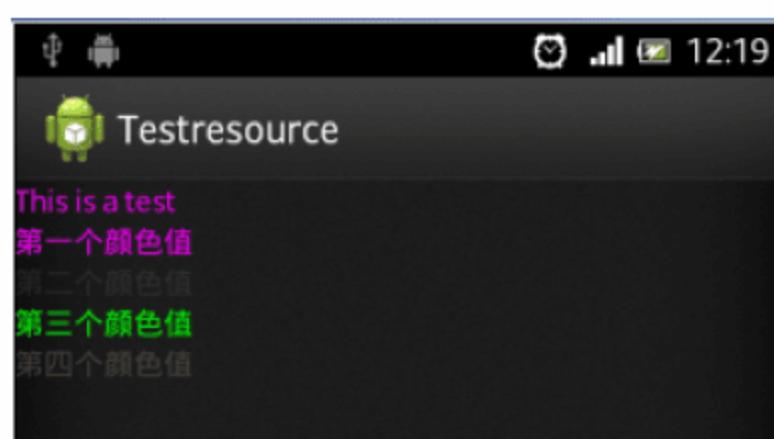 12:19
Testresource
This is a test
第一个颜色值
第二个颜色值
第三个颜色值
第四个颜色值